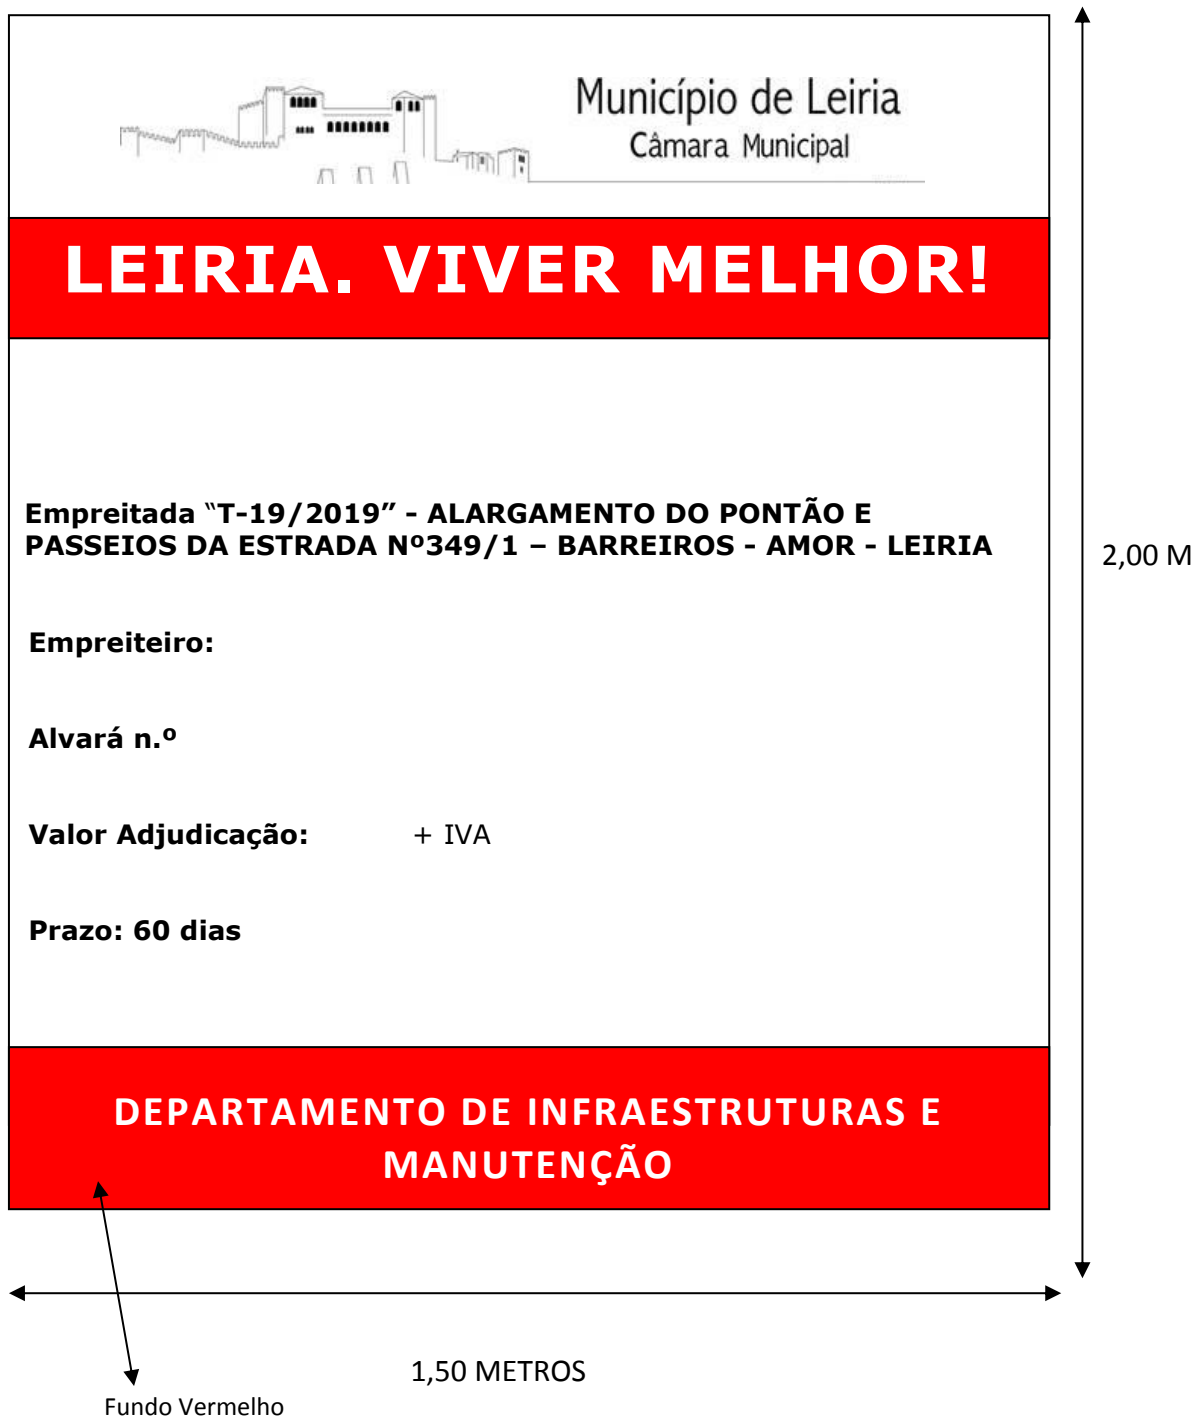 Município de Leiria
Câmara Municipal
LEIRIA. VIVER MELHOR!
Empreitada “T-19/2019” - ALARGAMENTO DO PONTÃO E
PASSEIOS DA ESTRADA Nº349/1 – BARREIROS - AMOR - LEIRIA
2,00 M
Empreiteiro:
Alvará n.º
Valor Adjudicação: + IVA
Prazo: 60 dias
DEPARTAMENTO DE INFRAESTRUTURAS E
MANUTENÇÃO
1,50 METROS
Fundo Vermelho